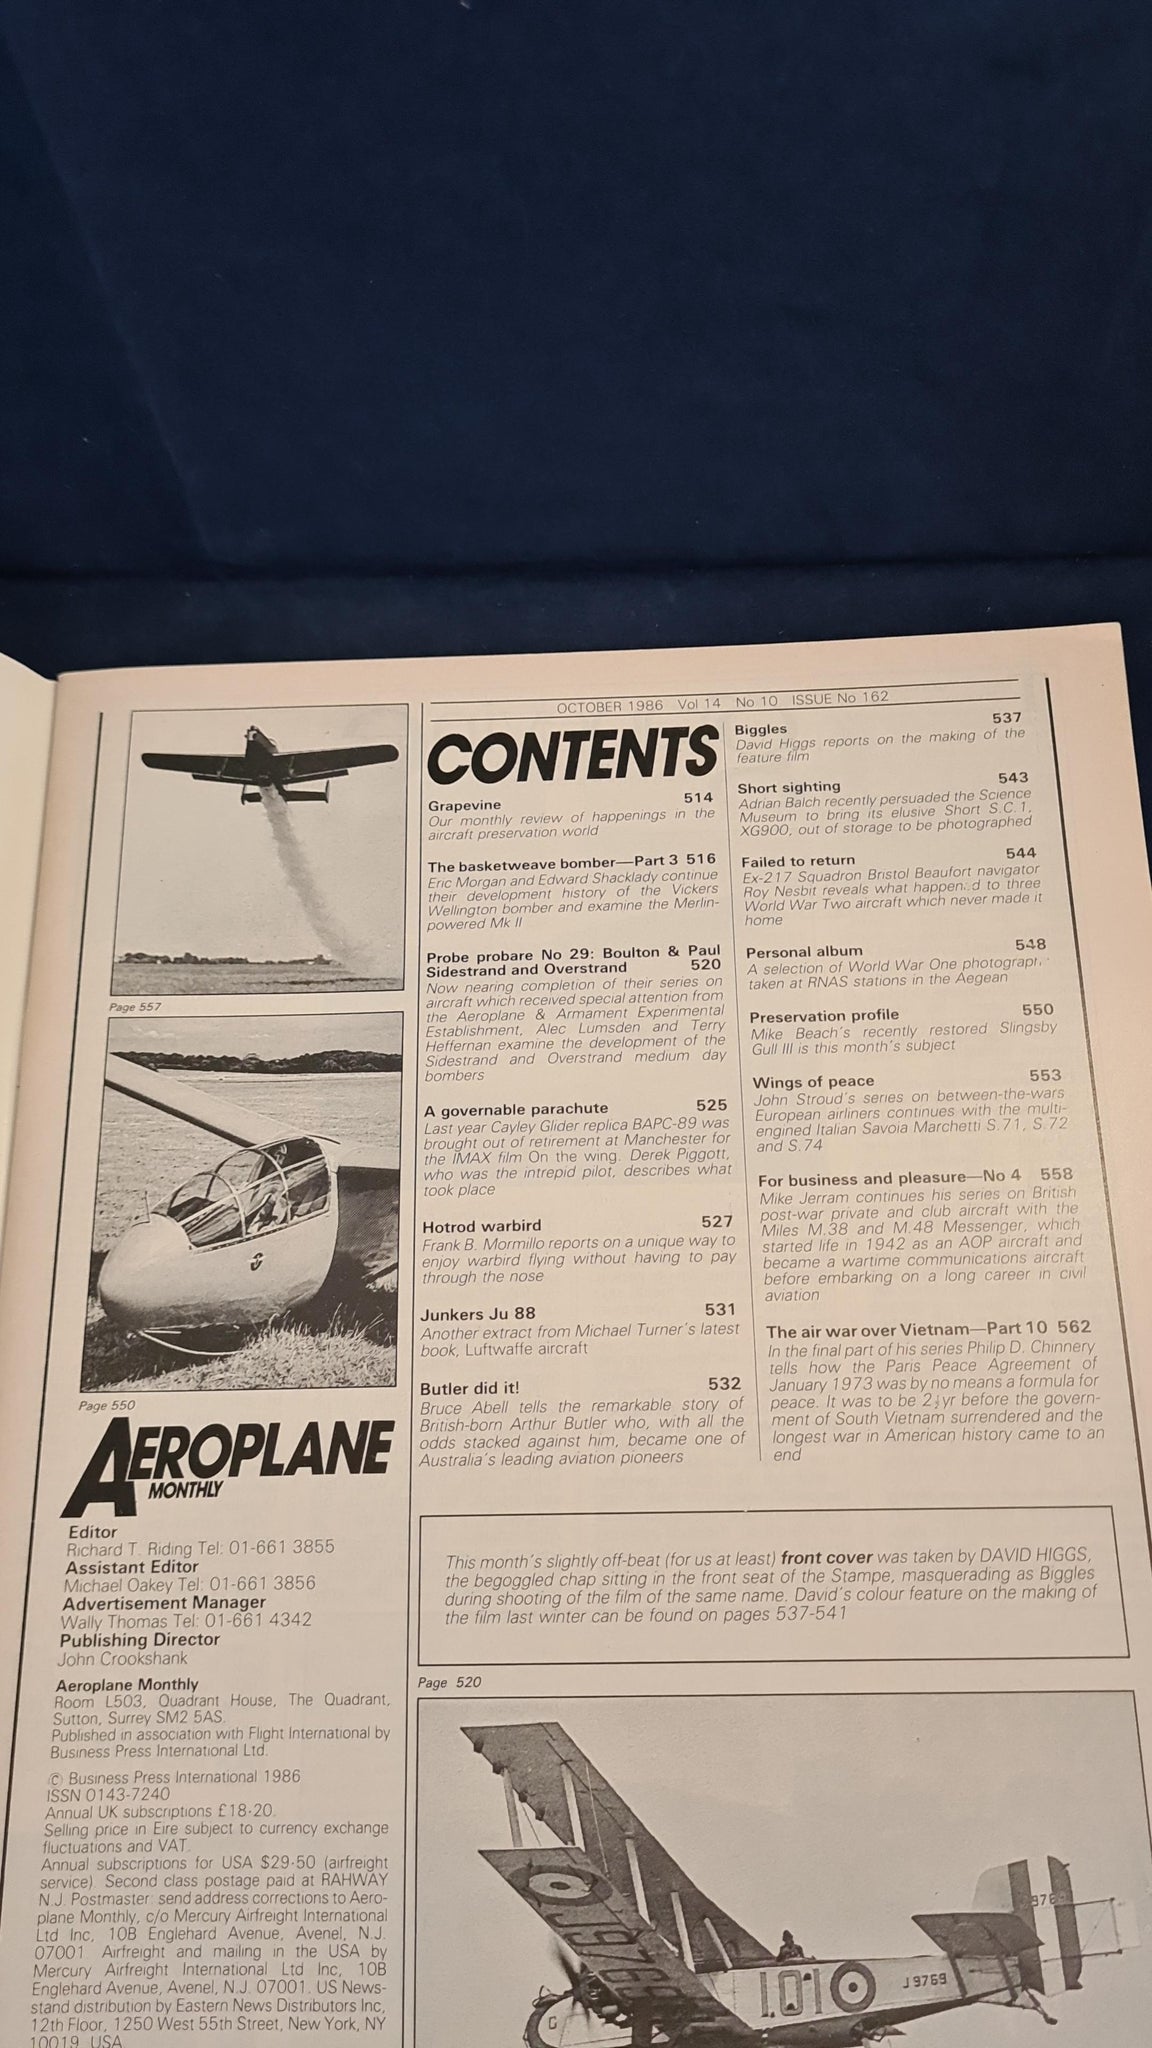 OCTOBER 1986 Vol 14 No 10 ISSUE No 162
CONTENTS
Grapevine 514
Our monthly review of happenings in the
aircraft preservation world
The basketweave bomber—Part 3 516
Eric Morgan and Edward Shacklady continue
their development history of the Vickers
Wellington bomber and examine the Merlin-
powered Mk II
Probe probare No 29: Boulton & Paul
Sidestrand and Overstrand 520
Now nearing completion of their series on
aircraft which received special attention from
the Aeroplane & Armament Experimental
Establishment, Alec Lumsden and Terry
Heffernan examine the development of the
Sidestrand and Overstrand medium day
bombers
A governable parachute 525
Last year Cayley Glider replica BAPC-89 was
brought out of retirement at Manchester for
the IMAX film On the wing. Derek Piggott,
who was the intrepid pilot, describes what
took place
Hotrod warbird 527
Frank B. Mormillo reports on a unique way to
enjoy warbird flying without having to pay
through the nose
Junkers Ju 88 531
Another extract from Michael Turner's latest
book, Luftwaffe aircraft
Butler did it! 532
Bruce Abell tells the remarkable story of
British-born Arthur Butler who, with all the
odds stacked against him, became one of
Australia's leading aviation pioneers
Biggles 537
David Higgs reports on the making of the
feature film
Short sighting 543
Adrian Balch recently persuaded the Science
Museum to bring its elusive Short S.C.1,
XG900, out of storage to be photographed
Failed to return 544
Ex-217 Squadron Bristol Beaufort navigator
Roy Nesbit reveals what happened to three
World War Two aircraft which never made it
home
Personal album 548
A selection of World War One photograp
taken at RNAS stations in the Aegean
Preservation profile 550
Mike Beach's recently restored Slingsby
Gull III is this month's subject
Wings of peace 553
John Stroud's series on between-the-wars
European airliners continues with the multi-
engined Italian Savoia Marchetti S.71, S.72
and S.74
For business and pleasure—No 4 558
Mike Jerram continues his series on British
post-war private and club aircraft with the
Miles M.38 and M.48 Messenger, which
started life in 1942 as an AOP aircraft and
became a wartime communications aircraft
before embarking on a long career in civil
aviation
The air war over Vietnam—Part 10 562
In the final part of his series Philip D. Chinnery
tells how the Paris Peace Agreement of
January 1973 was by no means a formula for
peace. It was to be 2½yr before the govern-
ment of South Vietnam surrendered and the
longest war in American history came to an
end
Page 557
Page 550
AEROPLANE
MONTHLY
Editor
Richard T. Riding Tel: 01-661 3855
Assistant Editor
Michael Oakey Tel: 01-661 3856
Advertisement Manager
Wally Thomas Tel: 01-661 4342
Publishing Director
John Crookshank
Aeroplane Monthly
Room L503, Quadrant House, The Quadrant,
Sutton, Surrey SM2 5AS.
Published in association with Flight International by
Business Press International Ltd.
© Business Press International 1986
ISSN 0143-7240
Annual UK subscriptions £18·20.
Selling price in Eire subject to currency exchange
fluctuations and VAT.
Annual subscriptions for USA $29·50 (airfreight
service). Second class postage paid at RAHWAY
N.J. Postmaster: send address corrections to Aero-
plane Monthly, c/o Mercury Airfreight International
Ltd Inc, 10B Englehard Avenue, Avenel, N.J.
07001 Airfreight and mailing in the USA by
Mercury Airfreight International Ltd Inc, 10B
Englehard Avenue, Avenel, N.J. 07001. US News-
stand distribution by Eastern News Distributors Inc,
12th Floor, 1250 West 55th Street, New York, NY
10019 USA
This month's slightly off-beat (for us at least) front cover was taken by DAVID HIGGS,
the begoggled chap sitting in the front seat of the Stampe, masquerading as Biggles
during shooting of the film of the same name. David's colour feature on the making of
the film last winter can be found on pages 537-541
Page 520
J9769
101
J9769
G